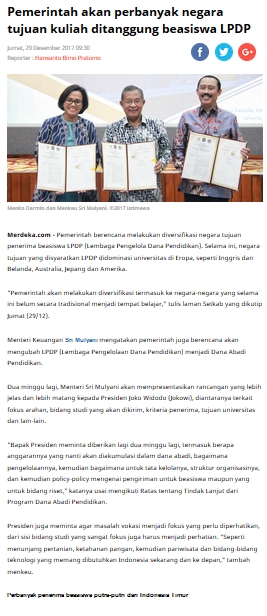 Pemerintah akan perbanyak negara
tujuan kuliah ditanggung beasiswa LPDP
Jumat, 29 Desember 2017 09:30
Reporter : Harwanto Bimo Pratomo
Menko Darmin dan Menkeu Sri Mulyani. ©2017 Istimewa
Merdeka.com - Pemerintah berencana melakukan diversifikasi negara tujuan
penerima beasiswa LPDP (Lembaga Pengelola Dana Pendidikan). Selama ini, negara
tujuan yang disyaratkan LPDP didominasi universitas di Eropa, seperti Inggris dan
Belanda, Australia, Jepang dan Amerika.
"Pemerintah akan melakukan diversifikasi termasuk ke negara-negara yang selama
ini belum secara tradisional menjadi tempat belajar," tulis laman Setkab yang dikutip
Jumat (29/12).
Menteri Keuangan Sri Mulyani mengatakan pemerintah juga berencana akan
mengubah LPDP (Lembaga Pengelolaan Dana Pendidikan) menjadi Dana Abadi
Pendidikan.
Dua minggu lagi, Menteri Sri Mulyani akan mempresentasikan rancangan yang lebih
jelas dan lebih matang kepada Presiden Joko Widodo (Jokowi), diantaranya terkait
fokus arahan, bidang studi yang akan dikirim, kriteria penerima, tujuan universitas
dan lain-lain.
"Bapak Presiden meminta diberikan lagi dua minggu lagi, termasuk berapa
anggarannya yang nanti akan diakumulasi dalam dana abadi, bagaimana
pengelolaannya, kemudian bagaimana untuk tata kelolanya, struktur organisasinya,
dan kemudian policy-policy mengenai pengiriman untuk beasiswa maupun yang
untuk bidang riset," katanya usai mengikuti Ratas tentang Tindak Lanjut dari
Program Dana Abadi Pendidikan.
Presiden juga meminta agar masalah vokasi menjadi fokus yang perlu diperhatikan,
dari sisi bidang studi yang sangat fokus juga harus menjadi perhatian. "Seperti
menunjang pertanian, ketahanan pangan, kemudian pariwisata dan bidang-bidang
teknologi yang memang dibutuhkan Indonesia sekarang dan ke depan," tambah
menkeu.
Perbanyak penerima beasiswa putra-putri dari Indonesia Timur